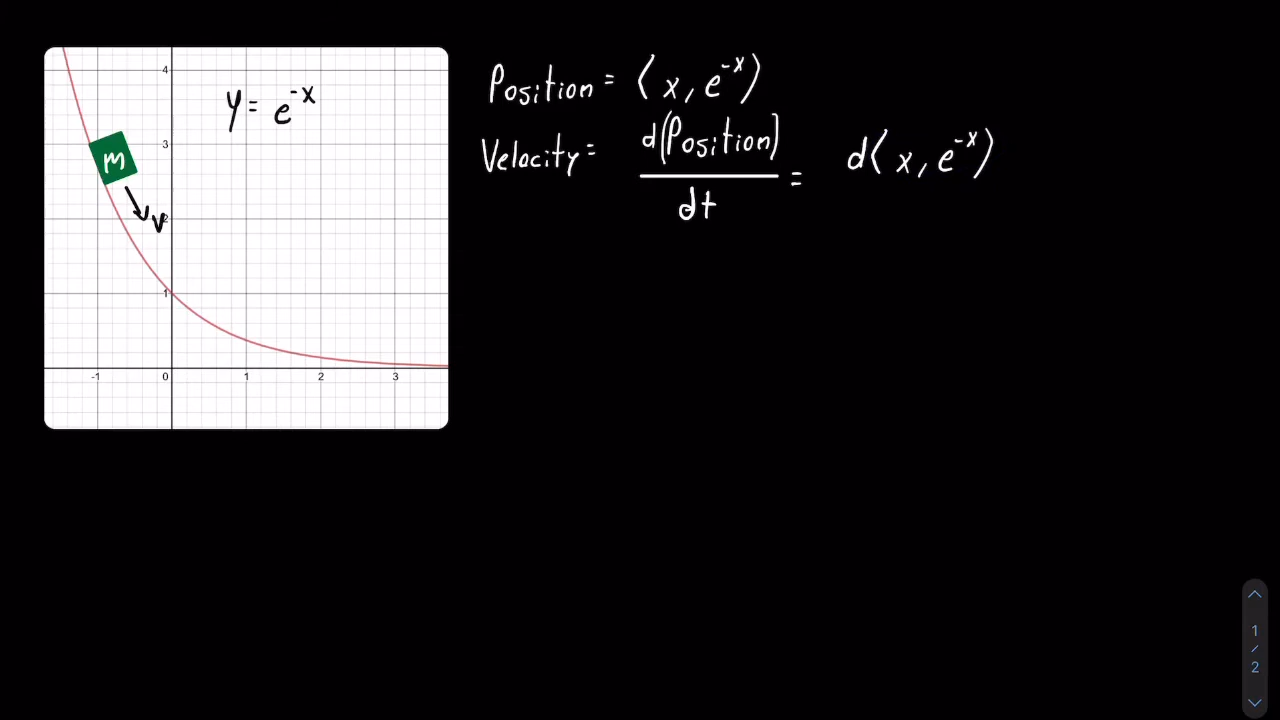 Position = ⟨x, e^-x⟩
y = e^-x
Velocity = d(Position) / dt = d⟨x, e^-x⟩
m
v
4
3
2
1
-1 0 1 2 3
1 / 2